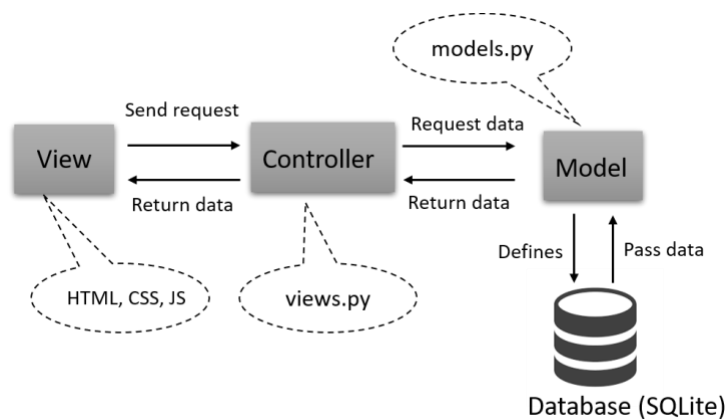 models.py
Send request
Request data
View
Controller
Model
Return data
Return data
Defines
Pass data
HTML, CSS, JS
views.py
Database (SQLite)